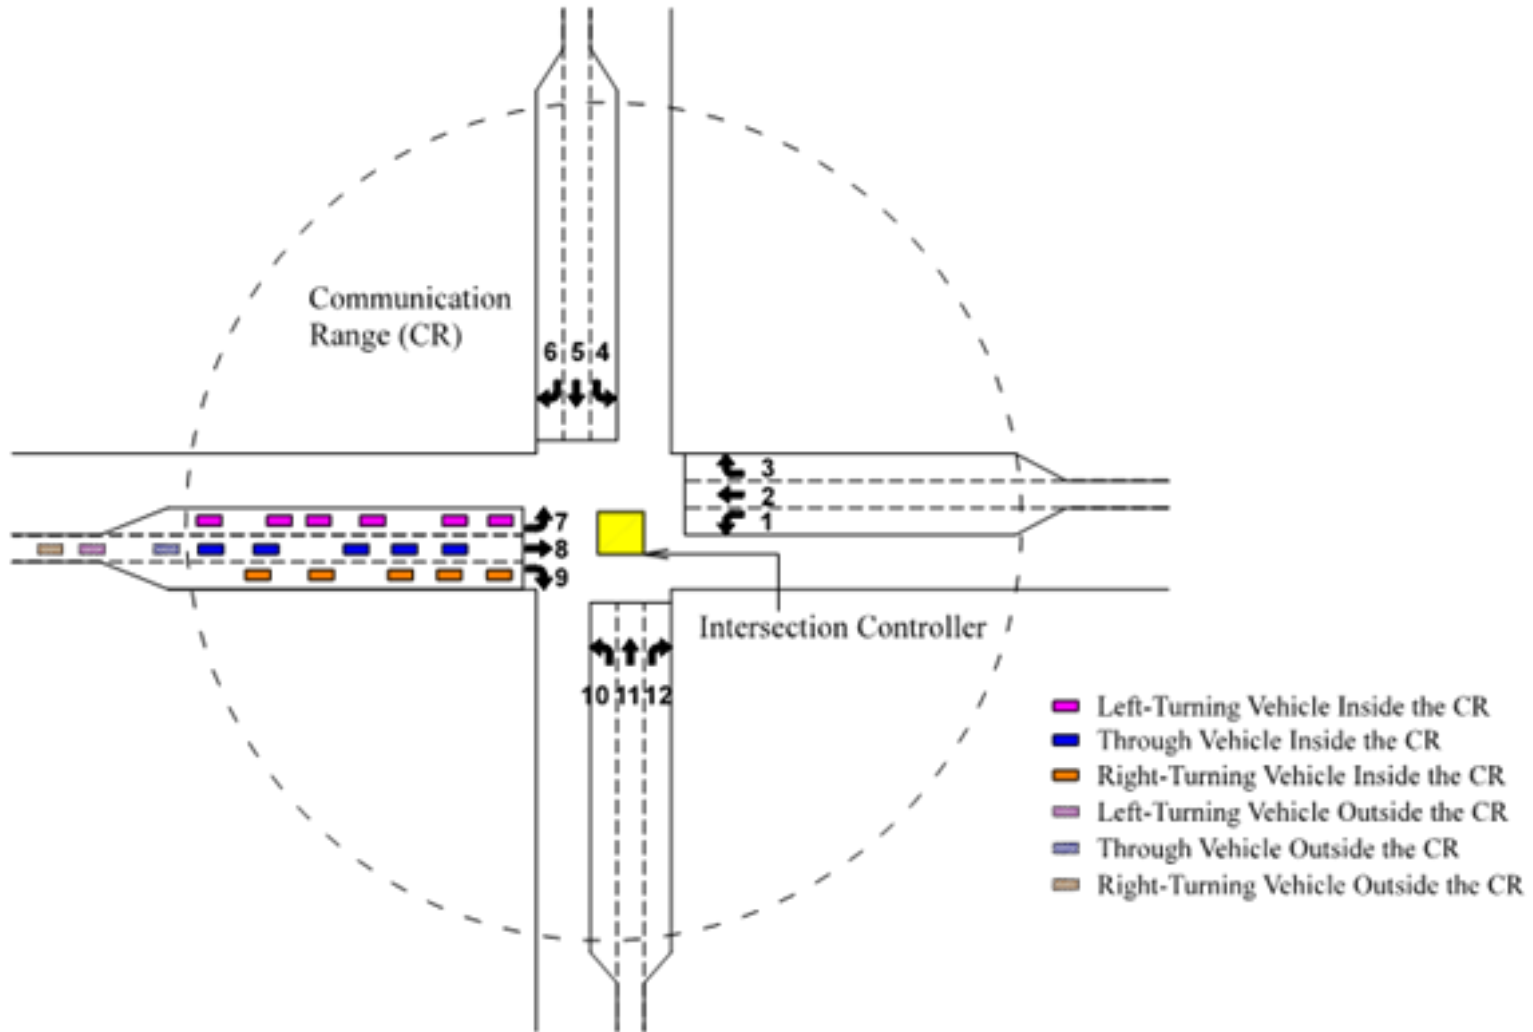 Communication
Range (CR)
6 5 4
3
2
1
7
8
9
Intersection Controller
10 11 12
Left-Turning Vehicle Inside the CR
Through Vehicle Inside the CR
Right-Turning Vehicle Inside the CR
Left-Turning Vehicle Outside the CR
Through Vehicle Outside the CR
Right-Turning Vehicle Outside the CR